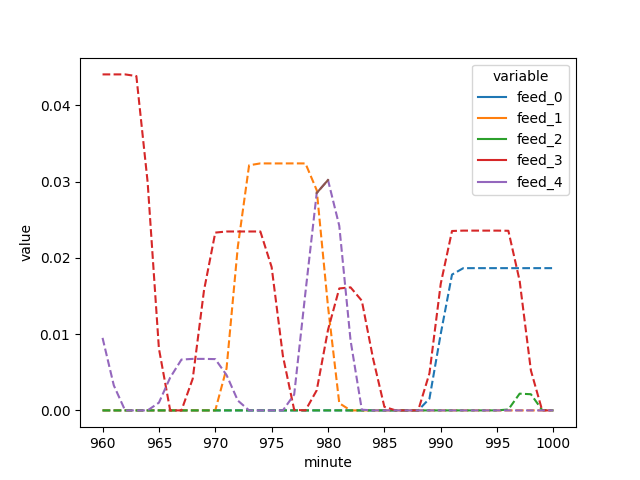 variable
feed_0
feed_1
feed_2
feed_3
feed_4
0.04
0.03
0.02
0.01
0.00
value
960 965 970 975 980 985 990 995 1000
minute